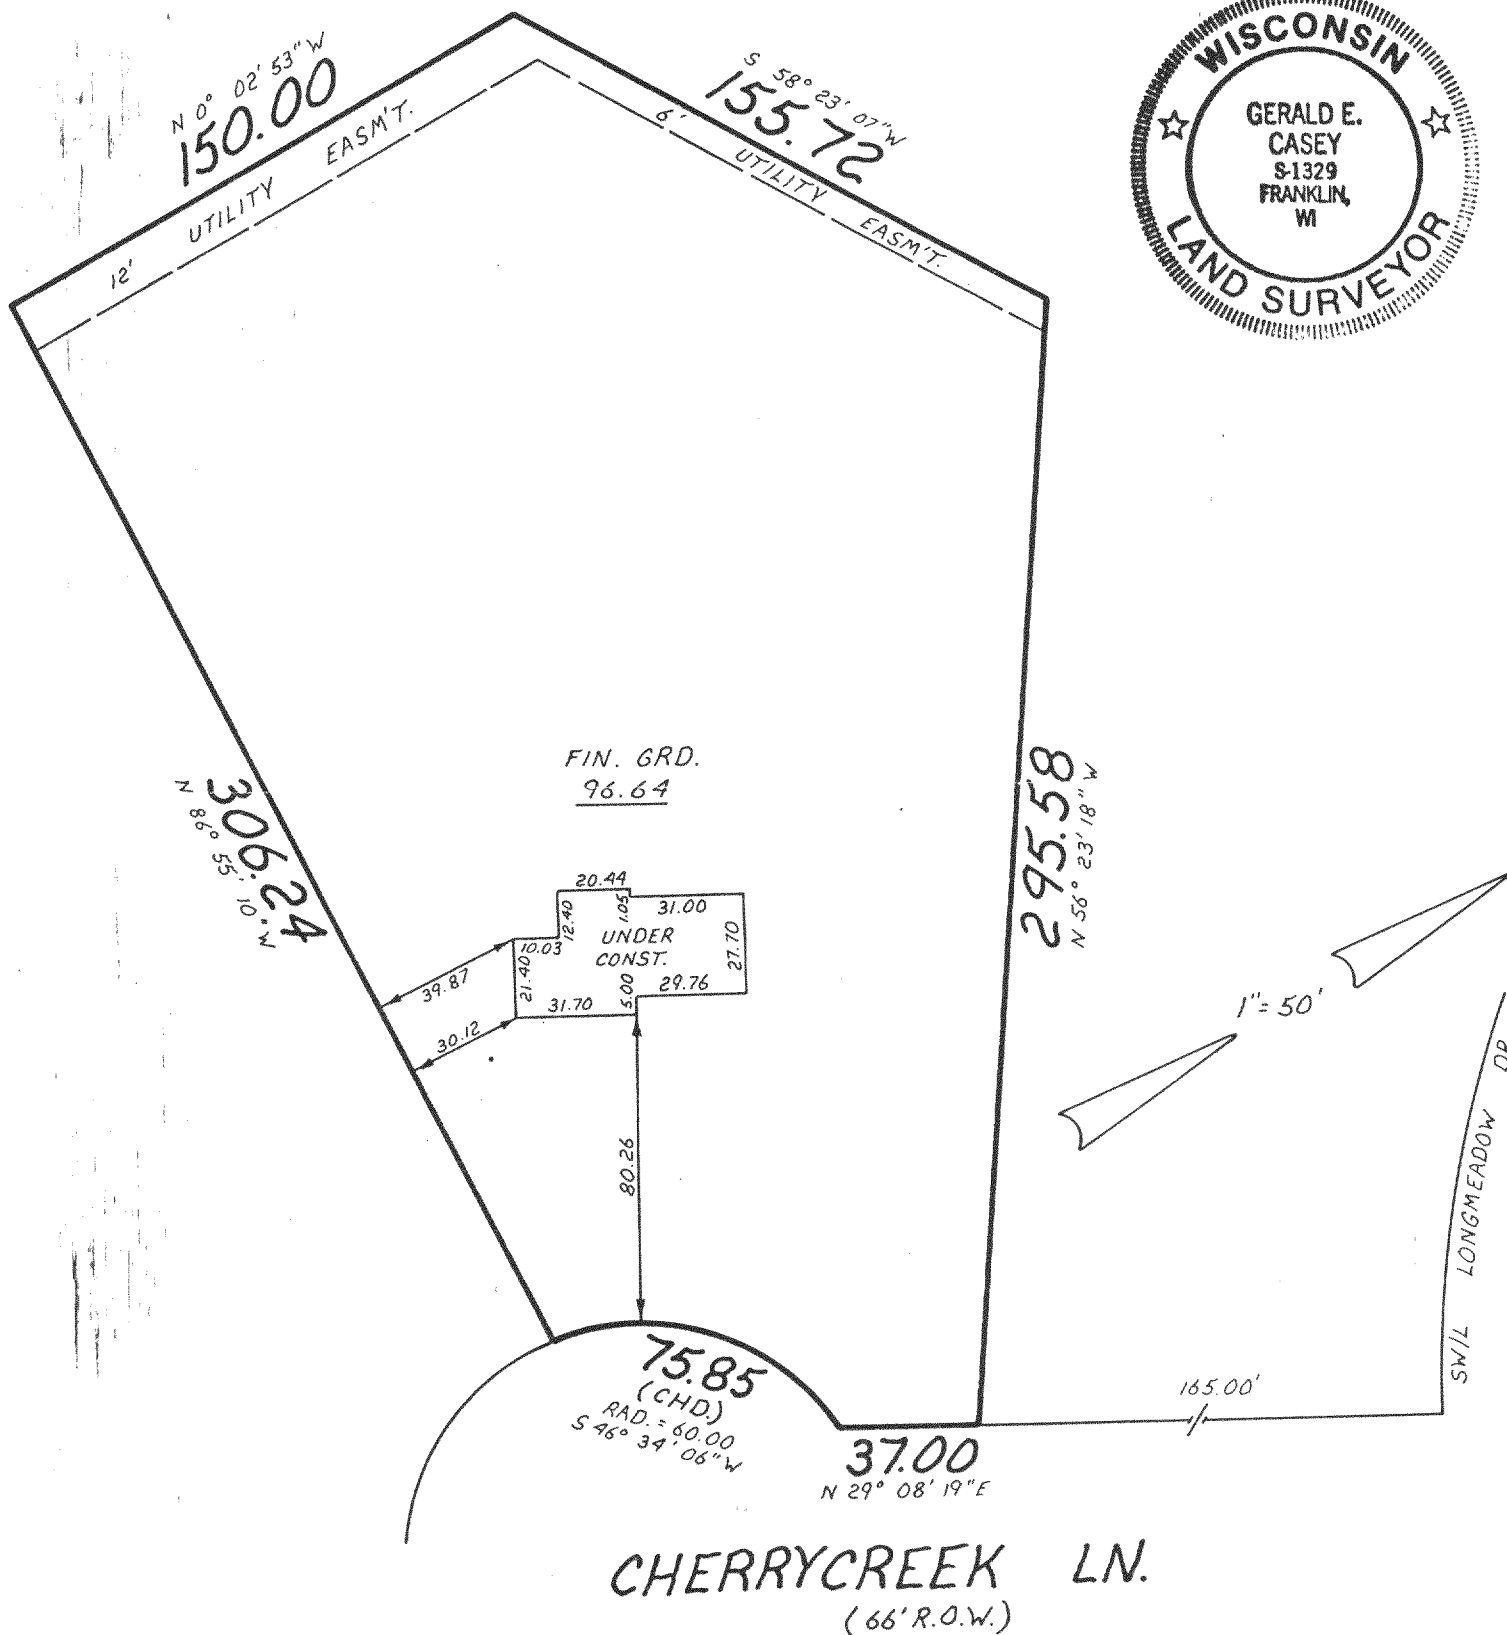 N 0° 02' 53" W
150.00
12' UTILITY EASM'T.
S 58° 23' 07" W
155.72
6' UTILITY EASM'T.
WISCONSIN
GERALD E.
CASEY
S-1329
FRANKLIN,
WI
LAND SURVEYOR
306.24
N 86° 55' 10" W
FIN. GRD.
96.64
295.58
N 56° 23' 18" W
20.44
1.05
31.00
12.40
10.03
UNDER
CONST.
27.70
21.40
39.87
31.70
5.00
29.76
30.12
80.26
1" = 50'
SW/L LONGMEADOW DR
165.00'
75.85
(CHD.)
RAD. = 60.00
S 46° 34' 06" W
37.00
N 29° 08' 19" E
CHERRYCREEK LN.
(66' R.O.W.)